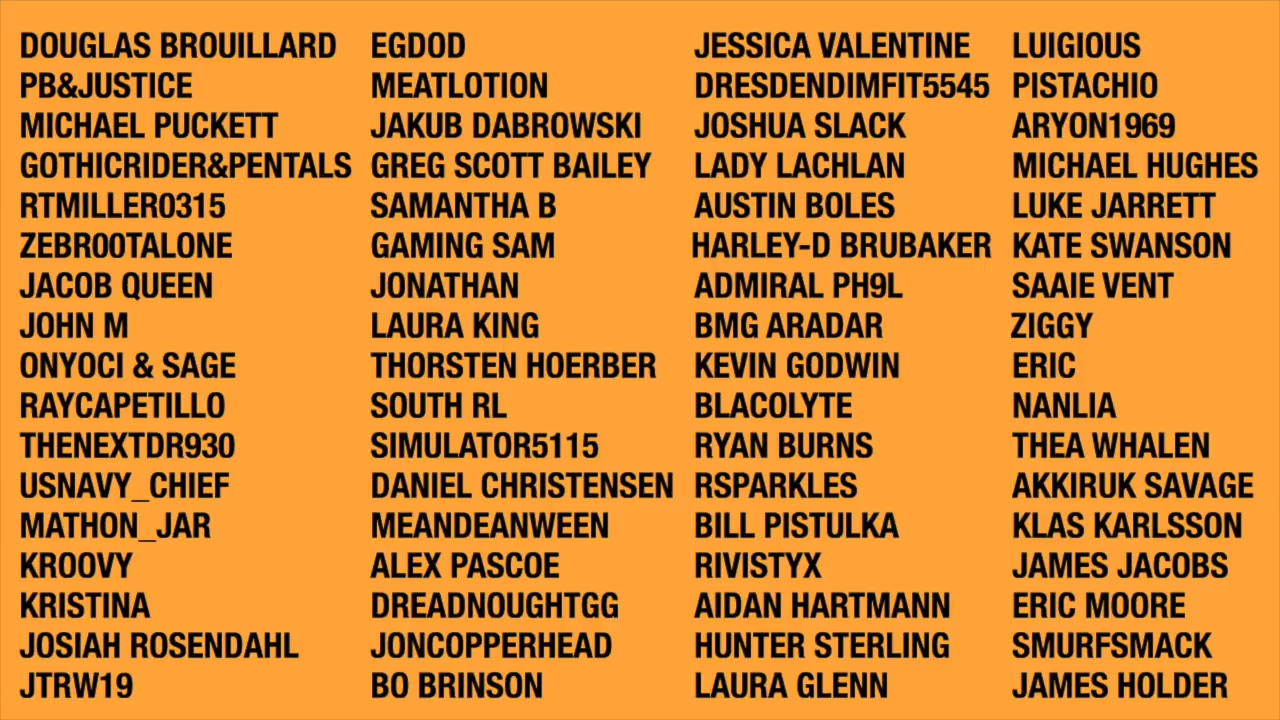 DOUGLAS BROUILLARD
PB&JUSTICE
MICHAEL PUCKETT
GOTHICRIDER&PENTALS
RTMILLER0315
ZEBR00TALONE
JACOB QUEEN
JOHN M
ONYOCI & SAGE
RAYCAPETILLO
THENEXTDR930
USNAVY_CHIEF
MATHON_JAR
KROOVY
KRISTINA
JOSIAH ROSENDAHL
JTRW19
EGDOD
MEATLOTION
JAKUB DABROWSKI
GREG SCOTT BAILEY
SAMANTHA B
GAMING SAM
JONATHAN
LAURA KING
THORSTEN HOERBER
SOUTH RL
SIMULATOR5115
DANIEL CHRISTENSEN
MEANDEANWEEN
ALEX PASCOE
DREADNOUGHTGG
JONCOPPERHEAD
BO BRINSON
JESSICA VALENTINE
DRESDENDIMFIT5545
JOSHUA SLACK
LADY LACHLAN
AUSTIN BOLES
HARLEY-D BRUBAKER
ADMIRAL PH9L
BMG ARADAR
KEVIN GODWIN
BLACOLYTE
RYAN BURNS
RSPARKLES
BILL PISTULKA
RIVISTYX
AIDAN HARTMANN
HUNTER STERLING
LAURA GLENN
LUIGIOUS
PISTACHIO
ARYON1969
MICHAEL HUGHES
LUKE JARRETT
KATE SWANSON
SAAIE VENT
ZIGGY
ERIC
NANLIA
THEA WHALEN
AKKIRUK SAVAGE
KLAS KARLSSON
JAMES JACOBS
ERIC MOORE
SMURFSMACK
JAMES HOLDER